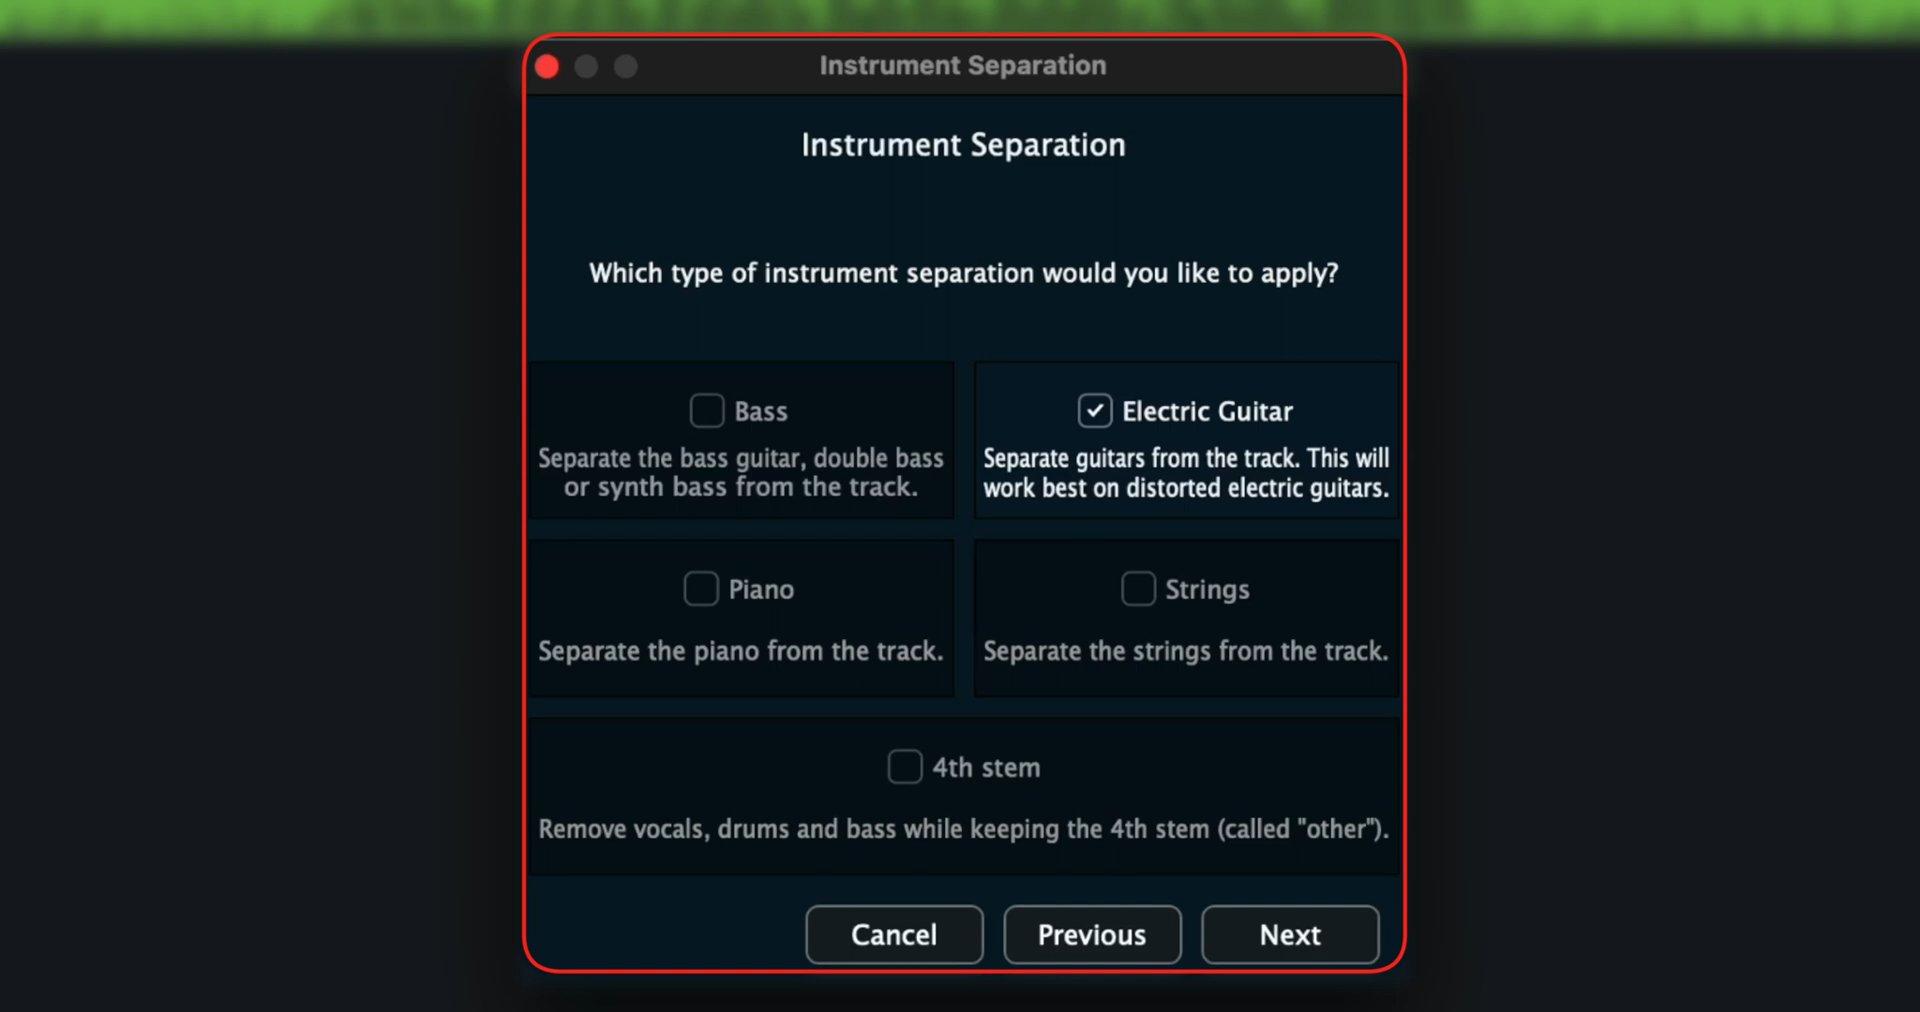 Instrument Separation
Instrument Separation
Which type of instrument separation would you like to apply?
Bass
Separate the bass guitar, double bass
or synth bass from the track.
Electric Guitar
Separate guitars from the track. This will
work best on distorted electric guitars.
Piano
Separate the piano from the track.
Strings
Separate the strings from the track.
4th stem
Remove vocals, drums and bass while keeping the 4th stem (called "other").
Cancel
Previous
Next